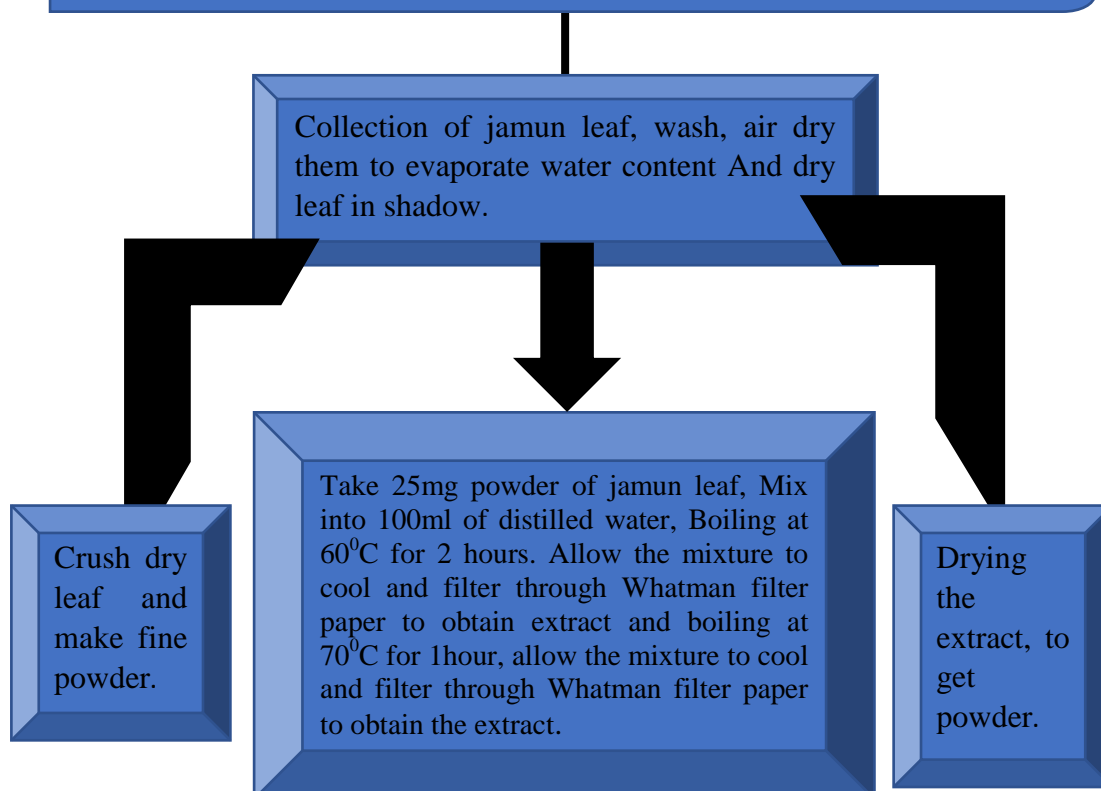 Collection of jamun leaf, wash, air dry
them to evaporate water content And dry
leaf in shadow.
Crush dry
leaf and
make fine
powder.
Take 25mg powder of jamun leaf, Mix
into 100ml of distilled water, Boiling at
60⁰C for 2 hours. Allow the mixture to
cool and filter through Whatman filter
paper to obtain extract and boiling at
70⁰C for 1hour, allow the mixture to cool
and filter through Whatman filter paper
to obtain the extract.
Drying
the
extract, to
get
powder.